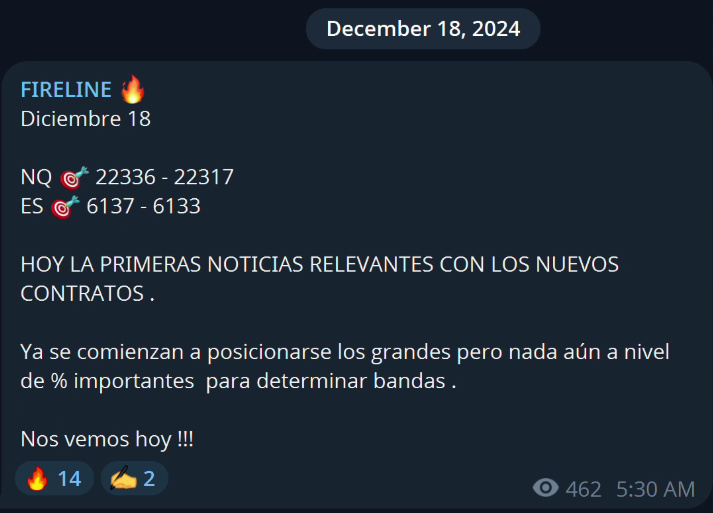 December 18, 2024
FIRELINE 🔥
Diciembre 18
NQ 🎯 22336 - 22317
ES 🎯 6137 - 6133
HOY LA PRIMERAS NOTICIAS RELEVANTES CON LOS NUEVOS
CONTRATOS .
Ya se comienzan a posicionarse los grandes pero nada aún a nivel
de % importantes  para determinar bandas .
Nos vemos hoy !!!
🔥 14 ✍️ 2
462 5:30 AM